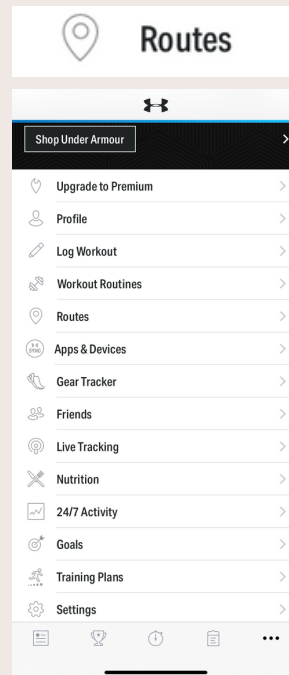 Routes
Shop Under Armour
Upgrade to Premium
Profile
Log Workout
Workout Routines
Routes
SYNC
Apps & Devices
Gear Tracker
Friends
Live Tracking
Nutrition
24/7 Activity
Goals
Training Plans
Settings